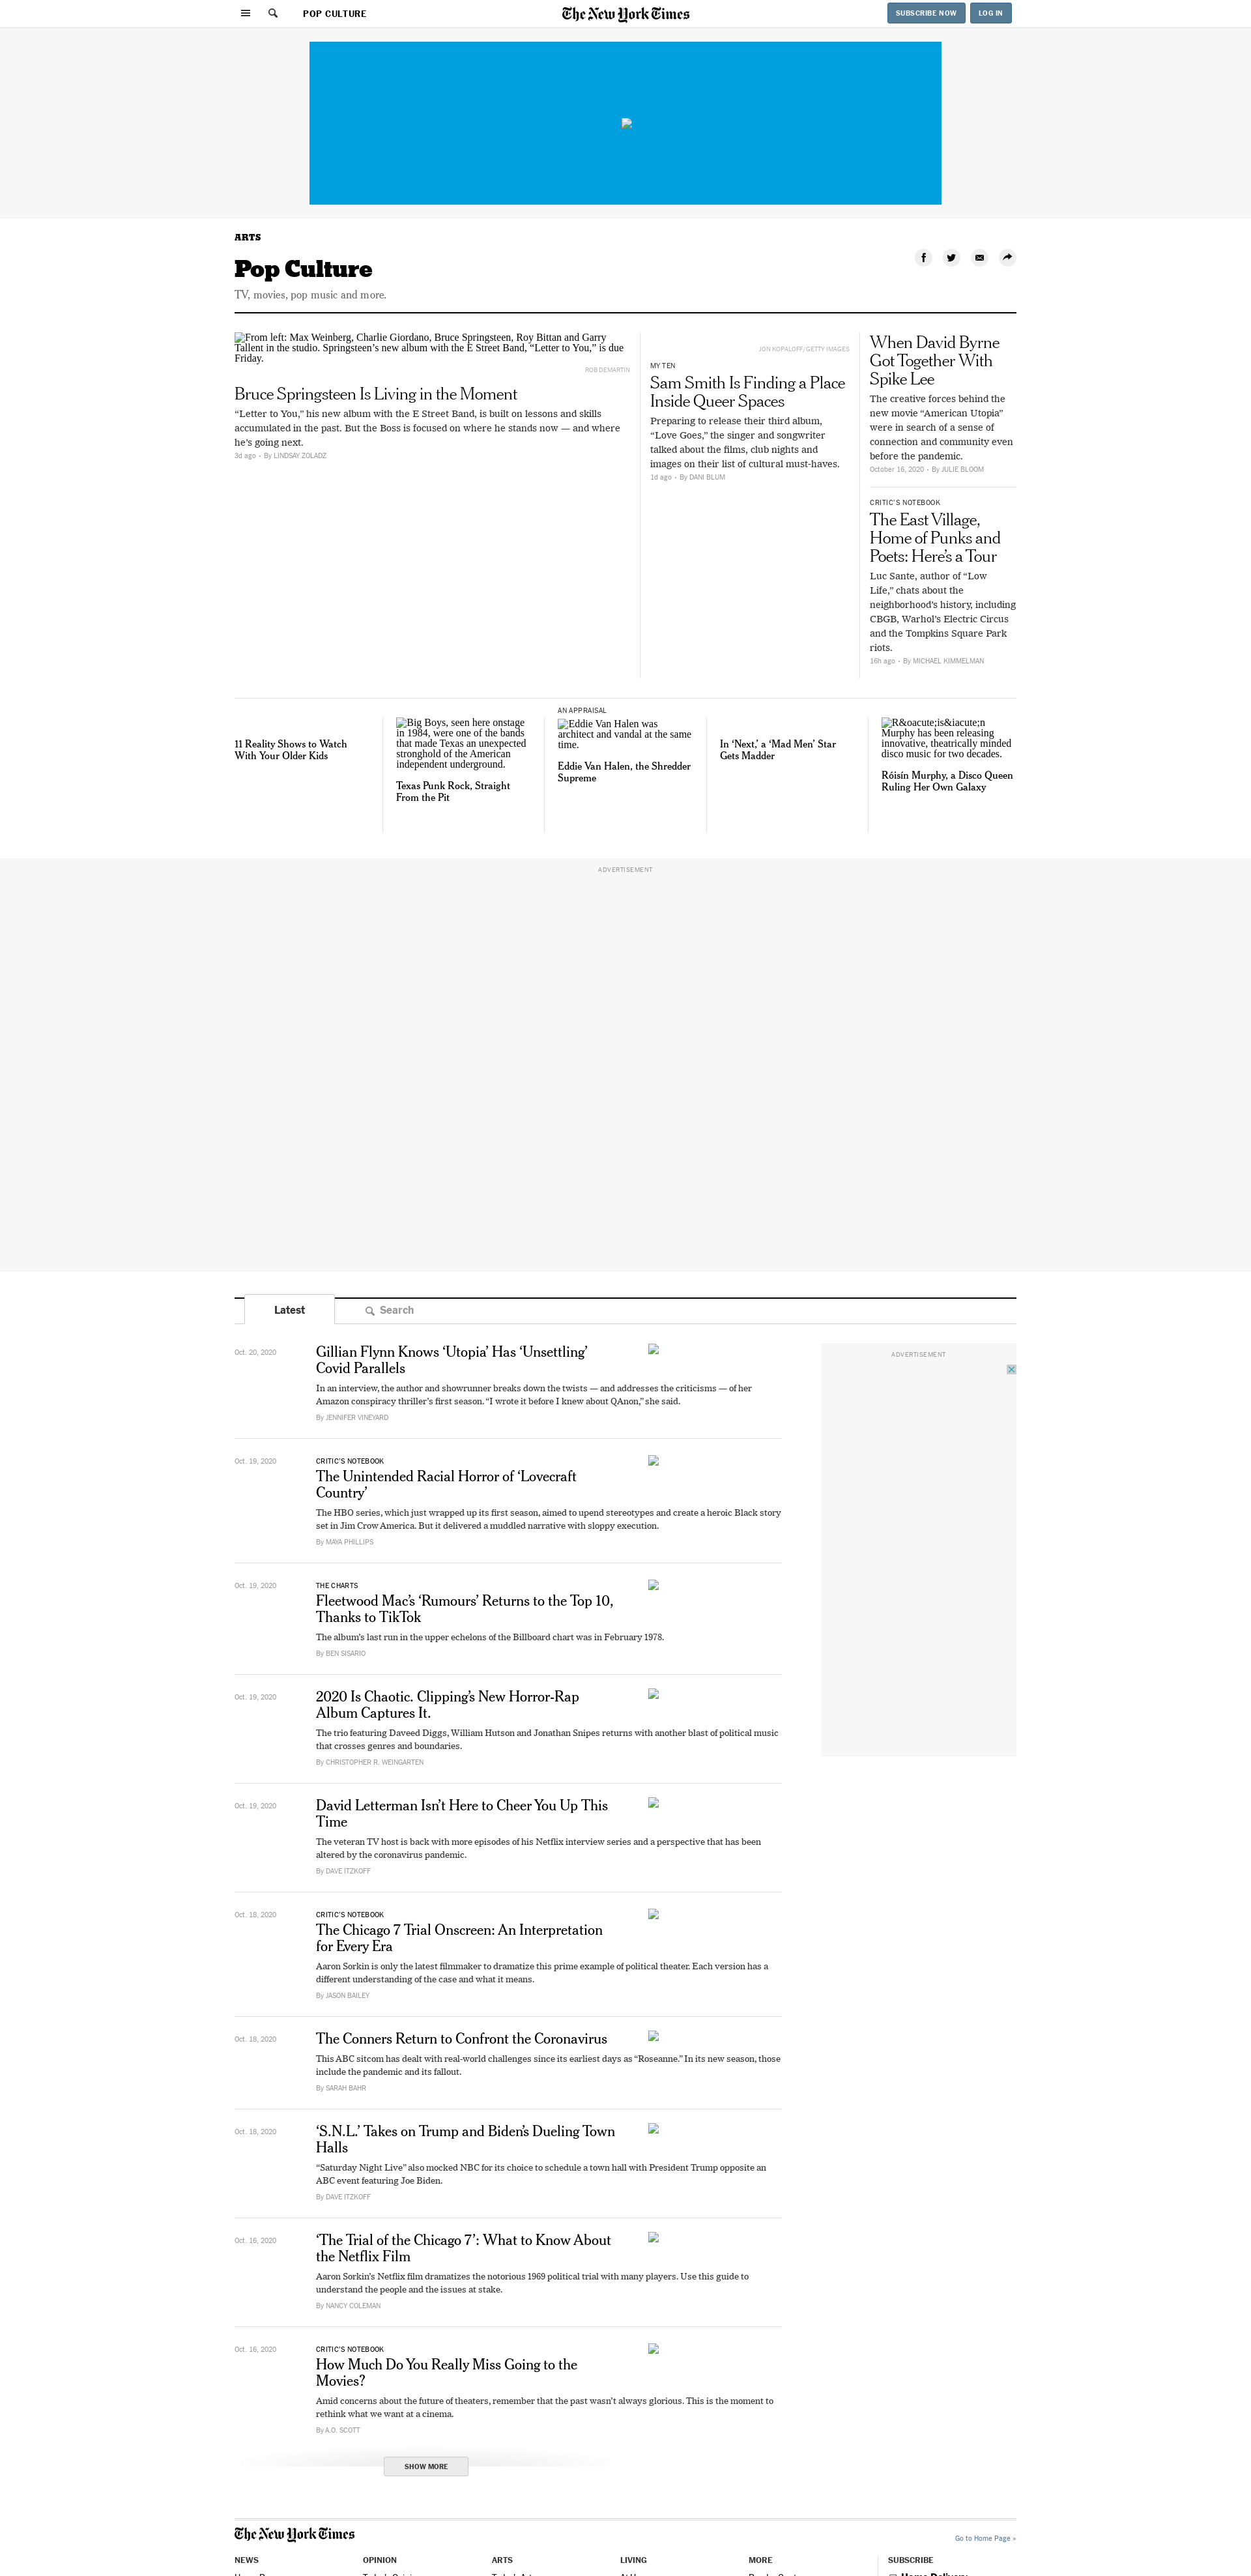 POP CULTURE
The New York Times
SUBSCRIBE NOW
LOG IN
ARTS
Pop Culture
TV, movies, pop music and more.
From left: Max Weinberg, Charlie Giordano, Bruce Springsteen, Roy Bittan and Garry
Tallent in the studio. Springsteen’s new album with the E Street Band, “Letter to You,” is due
Friday.
ROB DEMARTIN
Bruce Springsteen Is Living in the Moment
“Letter to You,” his new album with the E Street Band, is built on lessons and skills
accumulated in the past. But the Boss is focused on where he stands now — and where
he’s going next.
3d ago • By LINDSAY ZOLADZ
JON KOPALOFF/GETTY IMAGES
MY TEN
Sam Smith Is Finding a Place
Inside Queer Spaces
Preparing to release their third album,
“Love Goes,” the singer and songwriter
talked about the films, club nights and
images on their list of cultural must-haves.
1d ago • By DANI BLUM
When David Byrne
Got Together With
Spike Lee
The creative forces behind the
new movie “American Utopia”
were in search of a sense of
connection and community even
before the pandemic.
October 16, 2020 • By JULIE BLOOM
CRITIC’S NOTEBOOK
The East Village,
Home of Punks and
Poets: Here’s a Tour
Luc Sante, author of “Low
Life,” chats about the
neighborhood’s history, including
CBGB, Warhol’s Electric Circus
and the Tompkins Square Park
riots.
16h ago • By MICHAEL KIMMELMAN
11 Reality Shows to Watch
With Your Older Kids
Big Boys, seen here onstage
in 1984, were one of the bands
that made Texas an unexpected
stronghold of the American
independent underground.
Texas Punk Rock, Straight
From the Pit
AN APPRAISAL
Eddie Van Halen was
architect and vandal at the same
time.
Eddie Van Halen, the Shredder
Supreme
In ‘Next,’ a ‘Mad Men’ Star
Gets Madder
R&oacute;is&iacute;n
Murphy has been releasing
innovative, theatrically minded
disco music for two decades.
Róisín Murphy, a Disco Queen
Ruling Her Own Galaxy
ADVERTISEMENT
Latest
Search
Oct. 20, 2020
Gillian Flynn Knows ‘Utopia’ Has ‘Unsettling’
Covid Parallels
In an interview, the author and showrunner breaks down the twists — and addresses the criticisms — of her
Amazon conspiracy thriller’s first season. “I wrote it before I knew about QAnon,” she said.
By JENNIFER VINEYARD
ADVERTISEMENT
Oct. 19, 2020
CRITIC’S NOTEBOOK
The Unintended Racial Horror of ‘Lovecraft
Country’
The HBO series, which just wrapped up its first season, aimed to upend stereotypes and create a heroic Black story
set in Jim Crow America. But it delivered a muddled narrative with sloppy execution.
By MAYA PHILLIPS
Oct. 19, 2020
THE CHARTS
Fleetwood Mac’s ‘Rumours’ Returns to the Top 10,
Thanks to TikTok
The album’s last run in the upper echelons of the Billboard chart was in February 1978.
By BEN SISARIO
Oct. 19, 2020
2020 Is Chaotic. Clipping’s New Horror-Rap
Album Captures It.
The trio featuring Daveed Diggs, William Hutson and Jonathan Snipes returns with another blast of political music
that crosses genres and boundaries.
By CHRISTOPHER R. WEINGARTEN
Oct. 19, 2020
David Letterman Isn’t Here to Cheer You Up This
Time
The veteran TV host is back with more episodes of his Netflix interview series and a perspective that has been
altered by the coronavirus pandemic.
By DAVE ITZKOFF
Oct. 18, 2020
CRITIC’S NOTEBOOK
The Chicago 7 Trial Onscreen: An Interpretation
for Every Era
Aaron Sorkin is only the latest filmmaker to dramatize this prime example of political theater. Each version has a
different understanding of the case and what it means.
By JASON BAILEY
Oct. 18, 2020
The Conners Return to Confront the Coronavirus
This ABC sitcom has dealt with real-world challenges since its earliest days as “Roseanne.” In its new season, those
include the pandemic and its fallout.
By SARAH BAHR
Oct. 18, 2020
‘S.N.L.’ Takes on Trump and Biden’s Dueling Town
Halls
“Saturday Night Live” also mocked NBC for its choice to schedule a town hall with President Trump opposite an
ABC event featuring Joe Biden.
By DAVE ITZKOFF
Oct. 16, 2020
‘The Trial of the Chicago 7’: What to Know About
the Netflix Film
Aaron Sorkin’s Netflix film dramatizes the notorious 1969 political trial with many players. Use this guide to
understand the people and the issues at stake.
By NANCY COLEMAN
Oct. 16, 2020
CRITIC’S NOTEBOOK
How Much Do You Really Miss Going to the
Movies?
Amid concerns about the future of theaters, remember that the past wasn’t always glorious. This is the moment to
rethink what we want at a cinema.
By A.O. SCOTT
SHOW MORE
The New York Times
Go to Home Page »
NEWS
OPINION
ARTS
LIVING
MORE
SUBSCRIBE